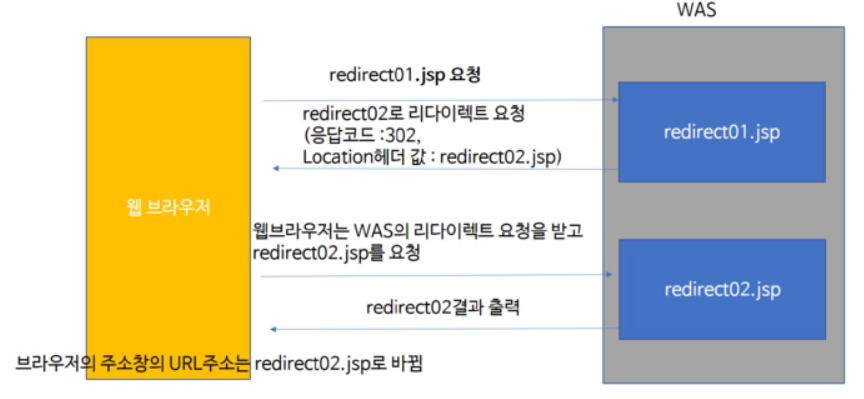 WAS
redirect01.jsp 요청
redirect02로 리다이렉트 요청
(응답코드 :302,
Location헤더 값 : redirect02.jsp)
redirect01.jsp
웹 브라우저
웹브라우저는 WAS의 리다이렉트 요청을 받고
redirect02.jsp를 요청
redirect02.jsp
redirect02결과 출력
브라우저의 주소창의 URL주소는 redirect02.jsp로 바뀜